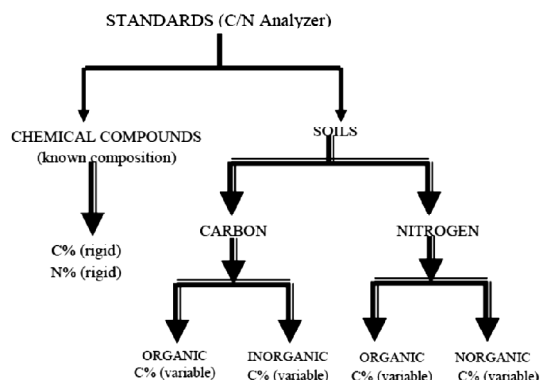 STANDARDS (C/N Analyzer)
CHEMICAL COMPOUNDS
(known composition)
SOILS
C% (rigid)
N% (rigid)
CARBON
NITROGEN
ORGANIC
C% (variable)
INORGANIC
C% (variable)
ORGANIC
C% (variable)
NORGANIC
C% (variable)